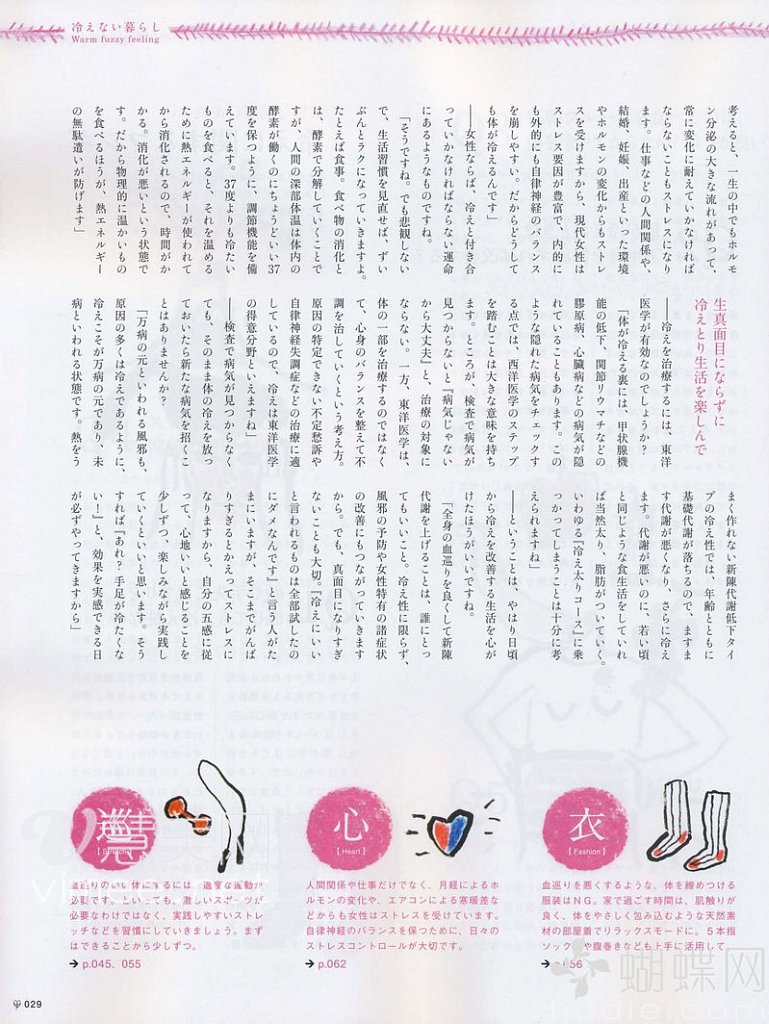 冷えない暮らし
Warm fuzzy feeling
考えると、一生の中でもホルモ
ン分泌の大きな流れがあって、
常に変化に耐えていかなければ
ならないこともストレスになり
ます。仕事などの人間関係や、
結婚、妊娠、出産といった環境
やホルモンの変化からもストレ
スを受けますから、現代女性は
ストレス要因が豊富で、内的に
も外的にも自律神経のバランス
を崩しやすい。だからどうして
も体が冷えるんです」
――女性ならば、冷えと付き合
っていかなければならない運命
にあるようなものですね。
「そうですね。でも悲観しない
で、生活習慣を見直せば、ずい
ぶんとラクになっていきますよ。
たとえば食事。食べ物の消化と
は、酵素で分解していくことで
すが、人間の深部体温は体内の
酵素が働くのにちょうどいい37
度を保つように、調節機能を備
えています。37度よりも冷たい
ものを食べると、それを温める
ために熱エネルギーが使われて
から消化されるので、時間がか
かる。消化が悪いという状態で
す。だから物理的に温かいもの
を食べるほうが、熱エネルギー
の無駄遣いが防げます」
生真面目にならずに
冷えとり生活を楽しんで
――冷えを治療するには、東洋
医学が有効なのでしょうか?
「体が冷える裏には、甲状腺機
能の低下、関節リウマチなどの
膠原病、心臓病などの病気が隠
れていることもあります。この
ような隠れた病気をチェックす
る点では、西洋医学のステップ
を踏むことは大きな意味を持ち
ます。ところが、検査で病気が
見つからないと『病気じゃない
から大丈夫』と、治療の対象に
ならない。一方、東洋医学は、
体の一部を治療するのではなく
て、心身のバランスを整えて不
調を治していくという考え方。
原因の特定できない不定愁訴や
自律神経失調症などの治療に適
しているので、冷えは東洋医学
の得意分野といえますね」
――検査で病気が見つからなく
ても、そのまま体の冷えを放っ
ておいたら新たな病気を招くこ
とはありませんか?
「万病の元といわれる風邪も、
原因の多くは冷えであるように、
冷えこそが万病の元であり、未
病といわれる状態です。熱をう
まく作れない新陳代謝低下タイ
プの冷え性では、年齢とともに
基礎代謝が落ちるので、ますま
す代謝が悪くなり、さらに冷え
ます。代謝が悪いのに、若い頃
と同じような食生活をしていれ
ば当然太り、脂肪がついていく。
いわゆる『冷え太りコース』に乗
っかってしまうことは十分に考
えられますね」
――ということは、やはり日頃
から冷えを改善する生活を心が
けたほうがいいですね。
「全身の血巡りを良くして新陳
代謝を上げることは、誰にとっ
てもいいこと。冷え性に限らず、
風邪の予防や女性特有の諸症状
の改善にもつながっていきます
から。でも、真面目になりすぎ
ないことも大切。『冷えにいい
と言われるものは全部試したの
にダメなんです』と言う人がた
まにいますが、そこまでがんば
りすぎるとかえってストレスに
なりますから、自分の五感に従
って、心地いいと感じることを
少しずつ、楽しみながら実践し
ていくといいと思います。そう
すれば『あれ? 手足が冷たくな
い!』と、効果を実感できる日
が必ずやってきますから」
衣
[Fashion]
血巡りを悪くするような、体を締めつける
服装はNG。家で過ごす時間は、肌触りが
良く、体をやさしく包み込むような天然素
材の部屋着でリラックスモードに。5本指
ソックスや腹巻きなども上手に活用して。
➔ p.056
心
[Heart]
人間関係や仕事だけでなく、月経によるホ
ルモンの変化や、エアコンによる寒暖差な
どからも女性はストレスを受けています。
自律神経のバランスを保つために、日々の
ストレスコントロールが大切です。
➔ p.062
巡
血巡りのいい体にするには、適度な運動が
必要です。といっても、激しいスポーツが
必要なわけではなく、実践しやすいストレ
ッチなどを習慣にしていきましょう。まず
はできることから少しずつ。
➔ p.045、055
029
蝴蝶网